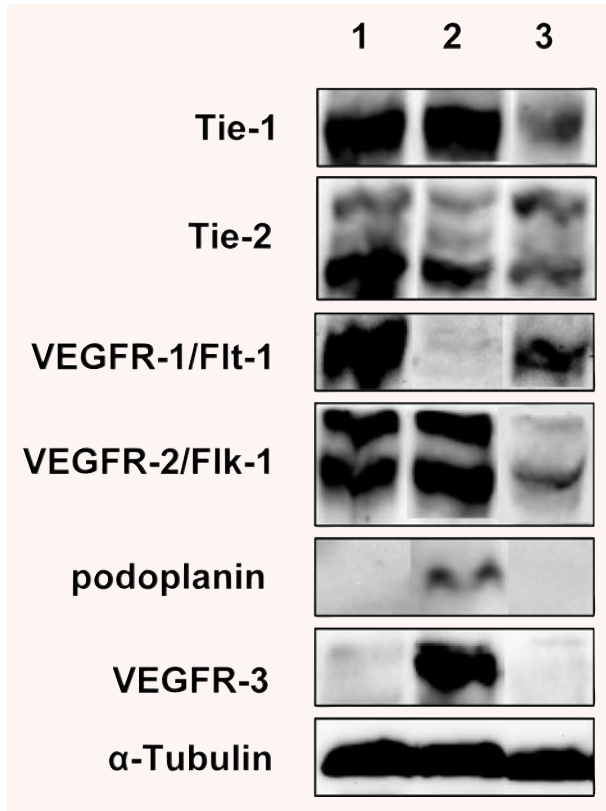 1 2 3
Tie-1
Tie-2
VEGFR-1/Flt-1
VEGFR-2/Flk-1
podoplanin
VEGFR-3
α-Tubulin